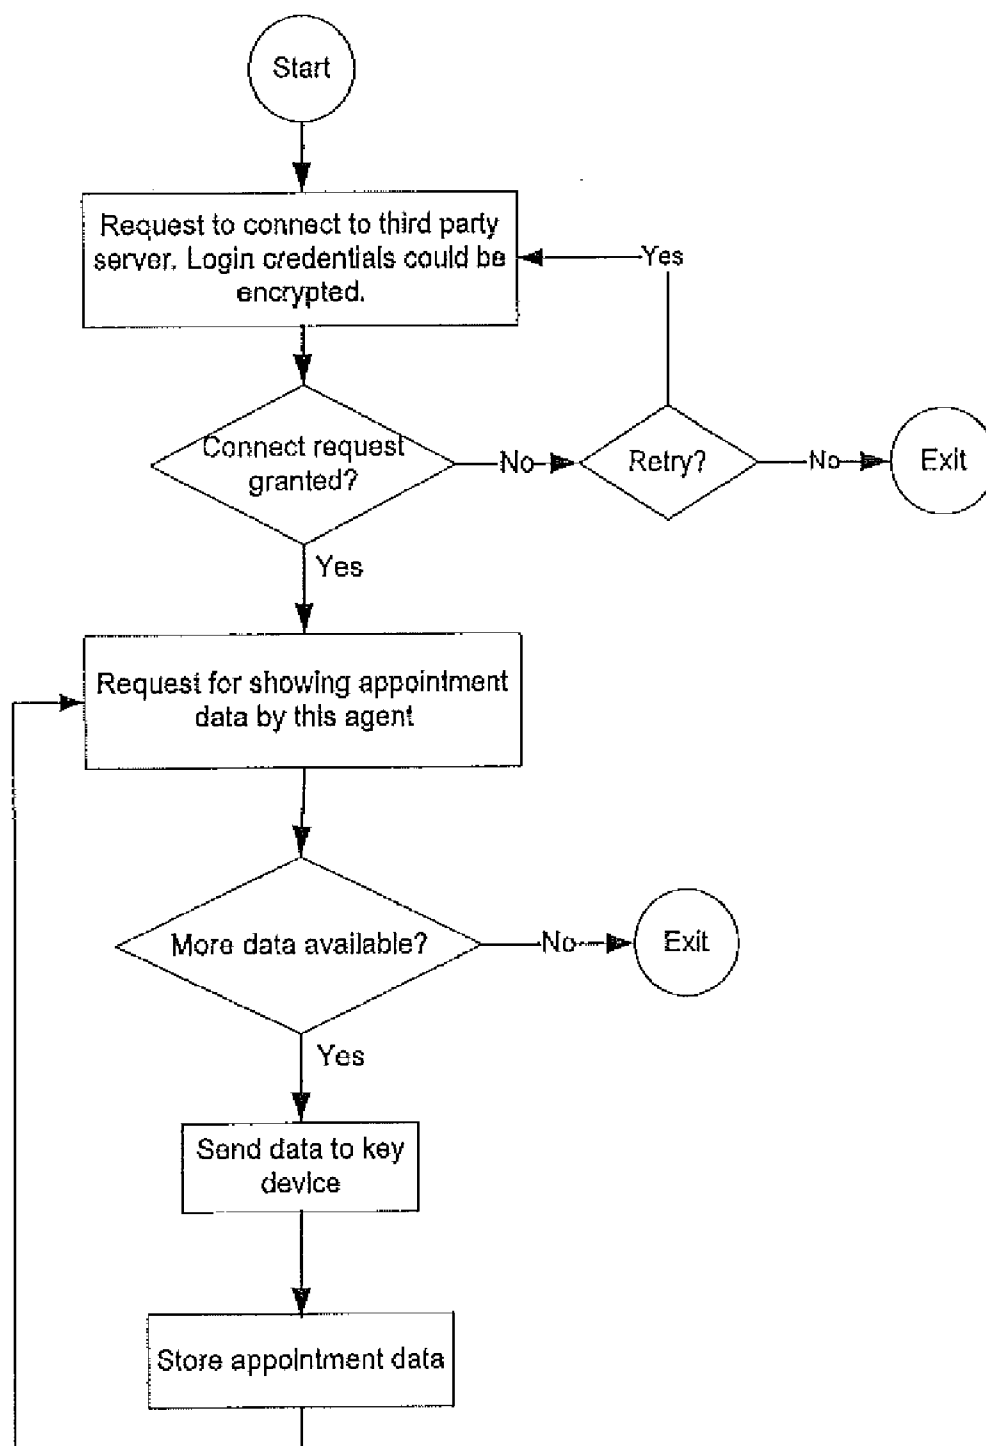 Start
Request to connect to third party
server. Login credentials could be
encrypted.
Yes
Connect request
granted?
No
Retry?
No
Exit
Yes
Request for showing appointment
data by this agent
More data available?
No
Exit
Yes
Send data to key
device
Store appointment data